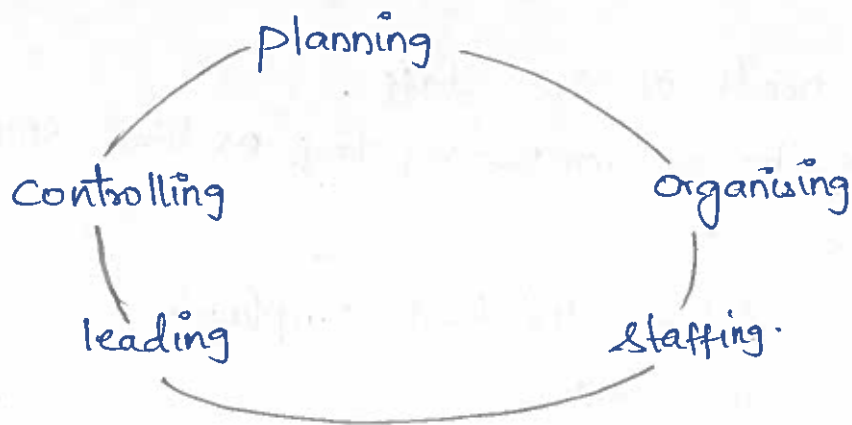 planning
Controlling
Organising
leading
Staffing.